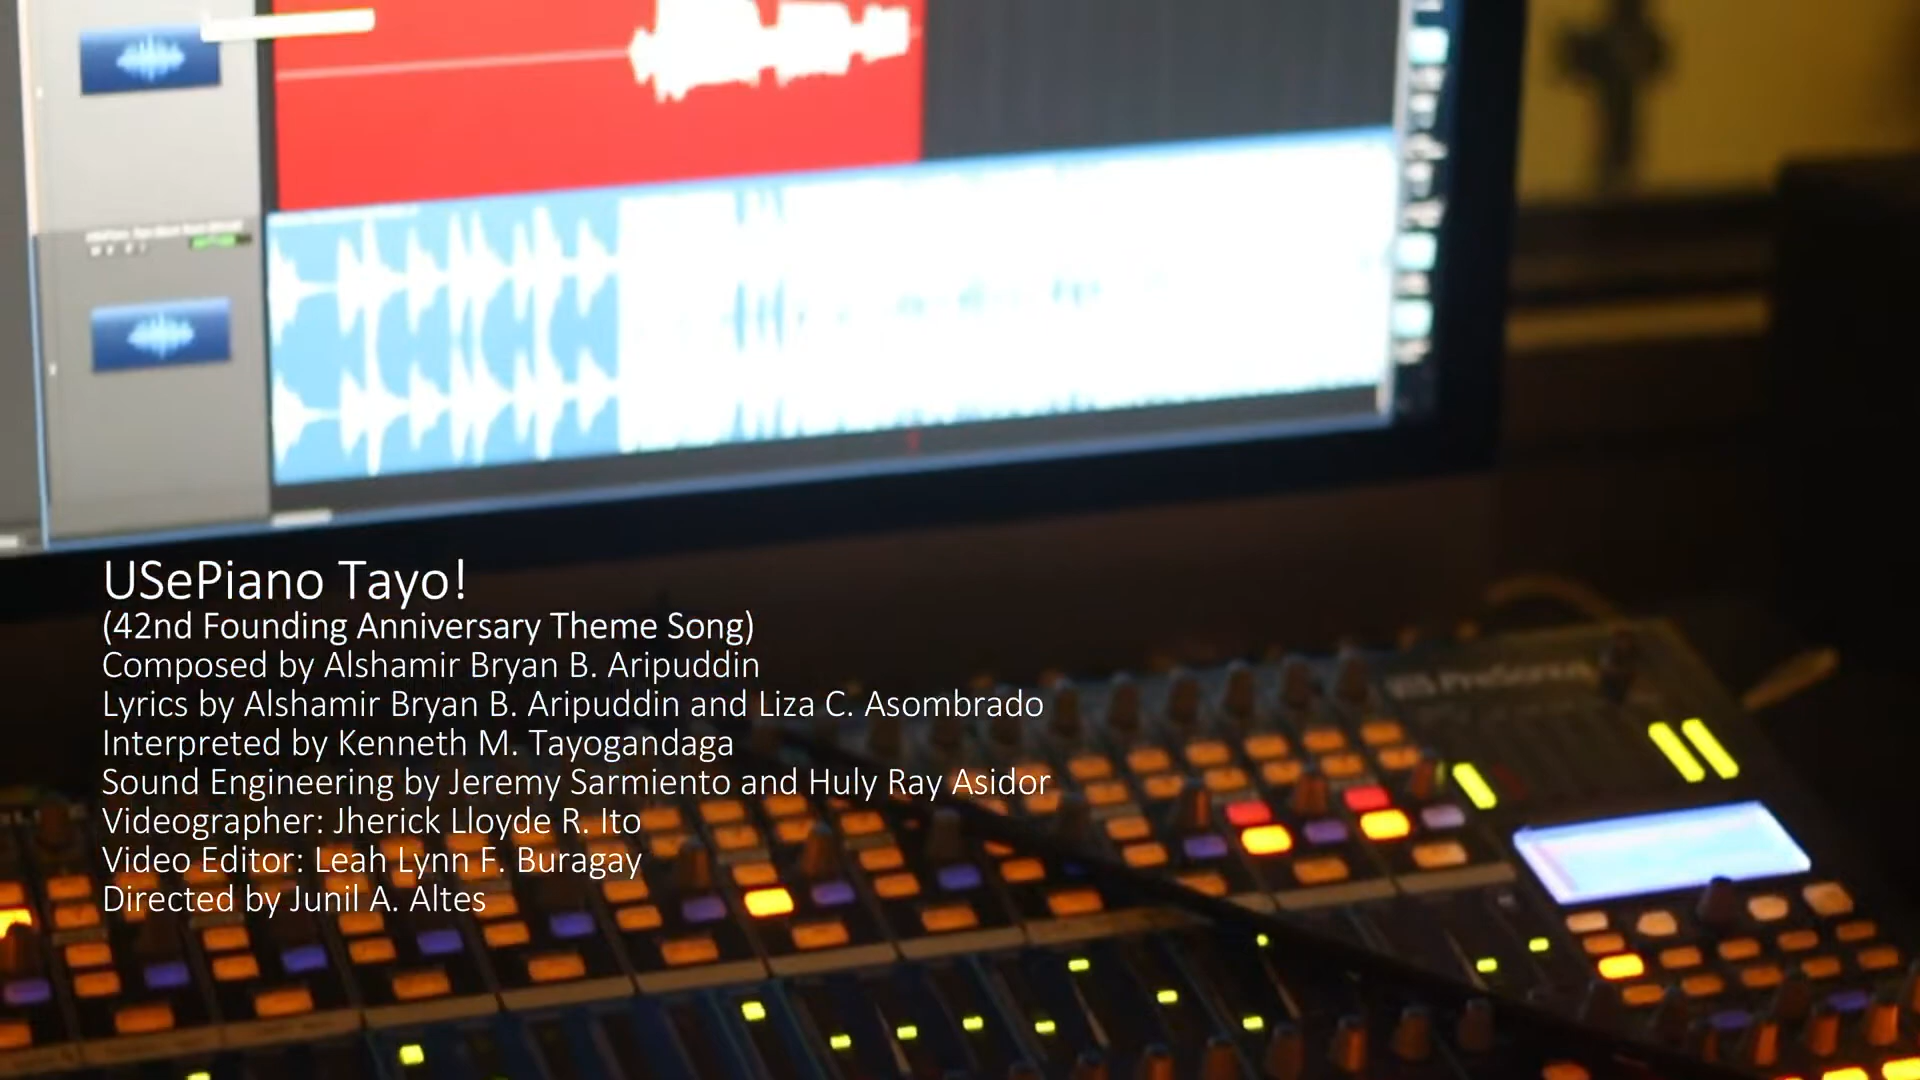 USePiano Tayo!
(42nd Founding Anniversary Theme Song)
Composed by Alshamir Bryan B. Aripuddin
Lyrics by Alshamir Bryan B. Aripuddin and Liza C. Asombrado
Interpreted by Kenneth M. Tayogandaga
Sound Engineering by Jeremy Sarmiento and Huly Ray Asidor
Videographer: Jherick Lloyde R. Ito
Video Editor: Leah Lynn F. Buragay
Directed by Junil A. Altes
PreSonus